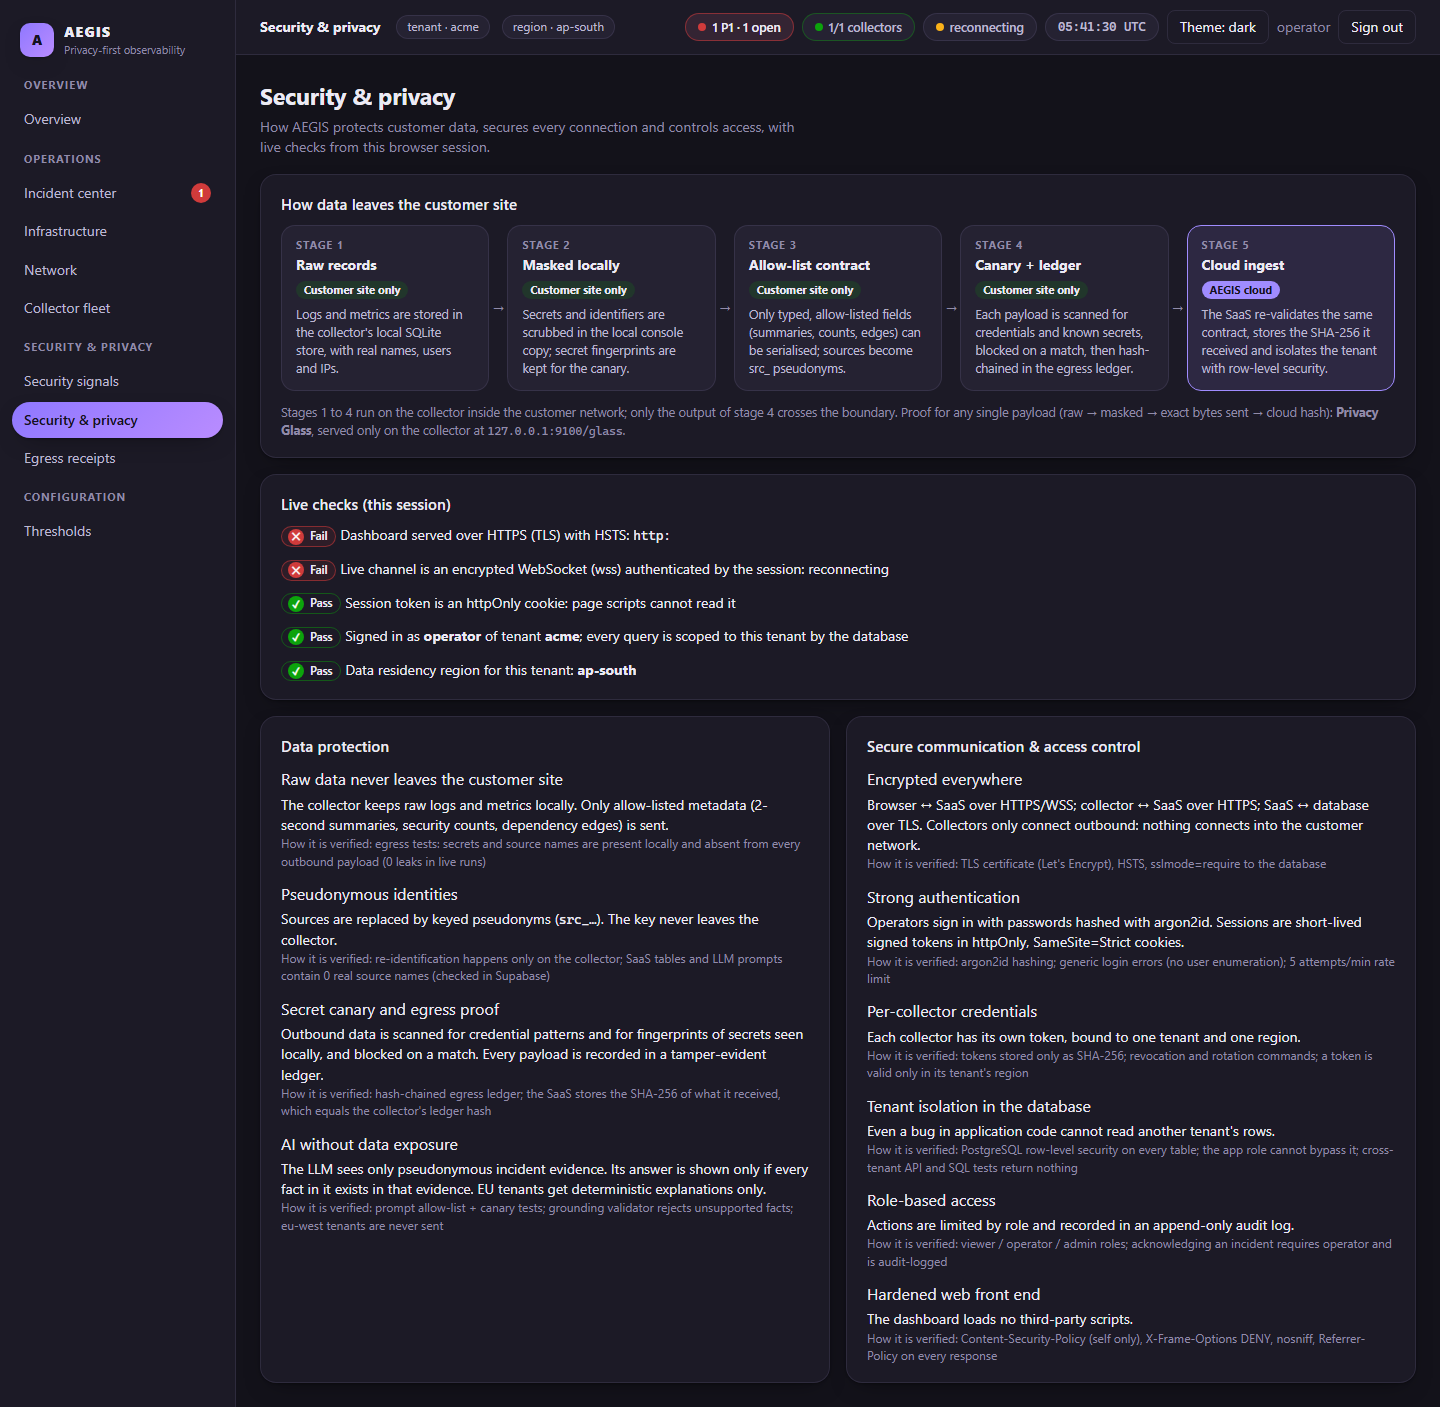 A
AEGIS
Privacy-first observability
OVERVIEW
Overview
OPERATIONS
Incident center
1
Infrastructure
Network
Collector fleet
SECURITY & PRIVACY
Security signals
Security & privacy
Egress receipts
CONFIGURATION
Thresholds
Security & privacy
tenant · acme
region · ap-south
1 P1 · 1 open
1/1 collectors
reconnecting
05:41:30 UTC
Theme: dark
operator
Sign out
Security & privacy
How AEGIS protects customer data, secures every connection and controls access, with
live checks from this browser session.
How data leaves the customer site
STAGE 1
Raw records
Customer site only
Logs and metrics are stored in
the collector's local SQLite
store, with real names, users
and IPs.
→
STAGE 2
Masked locally
Customer site only
Secrets and identifiers are
scrubbed in the local console
copy; secret fingerprints are
kept for the canary.
→
STAGE 3
Allow-list contract
Customer site only
Only typed, allow-listed fields
(summaries, counts, edges) can
be serialised; sources become
src_ pseudonyms.
→
STAGE 4
Canary + ledger
Customer site only
Each payload is scanned for
credentials and known secrets,
blocked on a match, then hash-
chained in the egress ledger.
→
STAGE 5
Cloud ingest
AEGIS cloud
The SaaS re-validates the same
contract, stores the SHA-256 it
received and isolates the tenant
with row-level security.
Stages 1 to 4 run on the collector inside the customer network; only the output of stage 4 crosses the boundary. Proof for any single payload (raw → masked → exact bytes sent → cloud hash): Privacy
Glass, served only on the collector at 127.0.0.1:9100/glass.
Live checks (this session)
Fail Dashboard served over HTTPS (TLS) with HSTS: http:
Fail Live channel is an encrypted WebSocket (wss) authenticated by the session: reconnecting
Pass Session token is an httpOnly cookie: page scripts cannot read it
Pass Signed in as operator of tenant acme; every query is scoped to this tenant by the database
Pass Data residency region for this tenant: ap-south
Data protection
Raw data never leaves the customer site
The collector keeps raw logs and metrics locally. Only allow-listed metadata (2-
second summaries, security counts, dependency edges) is sent.
How it is verified: egress tests: secrets and source names are present locally and absent from every
outbound payload (0 leaks in live runs)
Pseudonymous identities
Sources are replaced by keyed pseudonyms (src_…). The key never leaves the
collector.
How it is verified: re-identification happens only on the collector; SaaS tables and LLM prompts
contain 0 real source names (checked in Supabase)
Secret canary and egress proof
Outbound data is scanned for credential patterns and for fingerprints of secrets seen
locally, and blocked on a match. Every payload is recorded in a tamper-evident
ledger.
How it is verified: hash-chained egress ledger; the SaaS stores the SHA-256 of what it received,
which equals the collector's ledger hash
AI without data exposure
The LLM sees only pseudonymous incident evidence. Its answer is shown only if every
fact in it exists in that evidence. EU tenants get deterministic explanations only.
How it is verified: prompt allow-list + canary tests; grounding validator rejects unsupported facts;
eu-west tenants are never sent
Secure communication & access control
Encrypted everywhere
Browser ↔ SaaS over HTTPS/WSS; collector ↔ SaaS over HTTPS; SaaS ↔ database
over TLS. Collectors only connect outbound: nothing connects into the customer
network.
How it is verified: TLS certificate (Let's Encrypt), HSTS, sslmode=require to the database
Strong authentication
Operators sign in with passwords hashed with argon2id. Sessions are short-lived
signed tokens in httpOnly, SameSite=Strict cookies.
How it is verified: argon2id hashing; generic login errors (no user enumeration); 5 attempts/min rate
limit
Per-collector credentials
Each collector has its own token, bound to one tenant and one region.
How it is verified: tokens stored only as SHA-256; revocation and rotation commands; a token is
valid only in its tenant's region
Tenant isolation in the database
Even a bug in application code cannot read another tenant's rows.
How it is verified: PostgreSQL row-level security on every table; the app role cannot bypass it; cross-
tenant API and SQL tests return nothing
Role-based access
Actions are limited by role and recorded in an append-only audit log.
How it is verified: viewer / operator / admin roles; acknowledging an incident requires operator and
is audit-logged
Hardened web front end
The dashboard loads no third-party scripts.
How it is verified: Content-Security-Policy (self only), X-Frame-Options DENY, nosniff, Referrer-
Policy on every response